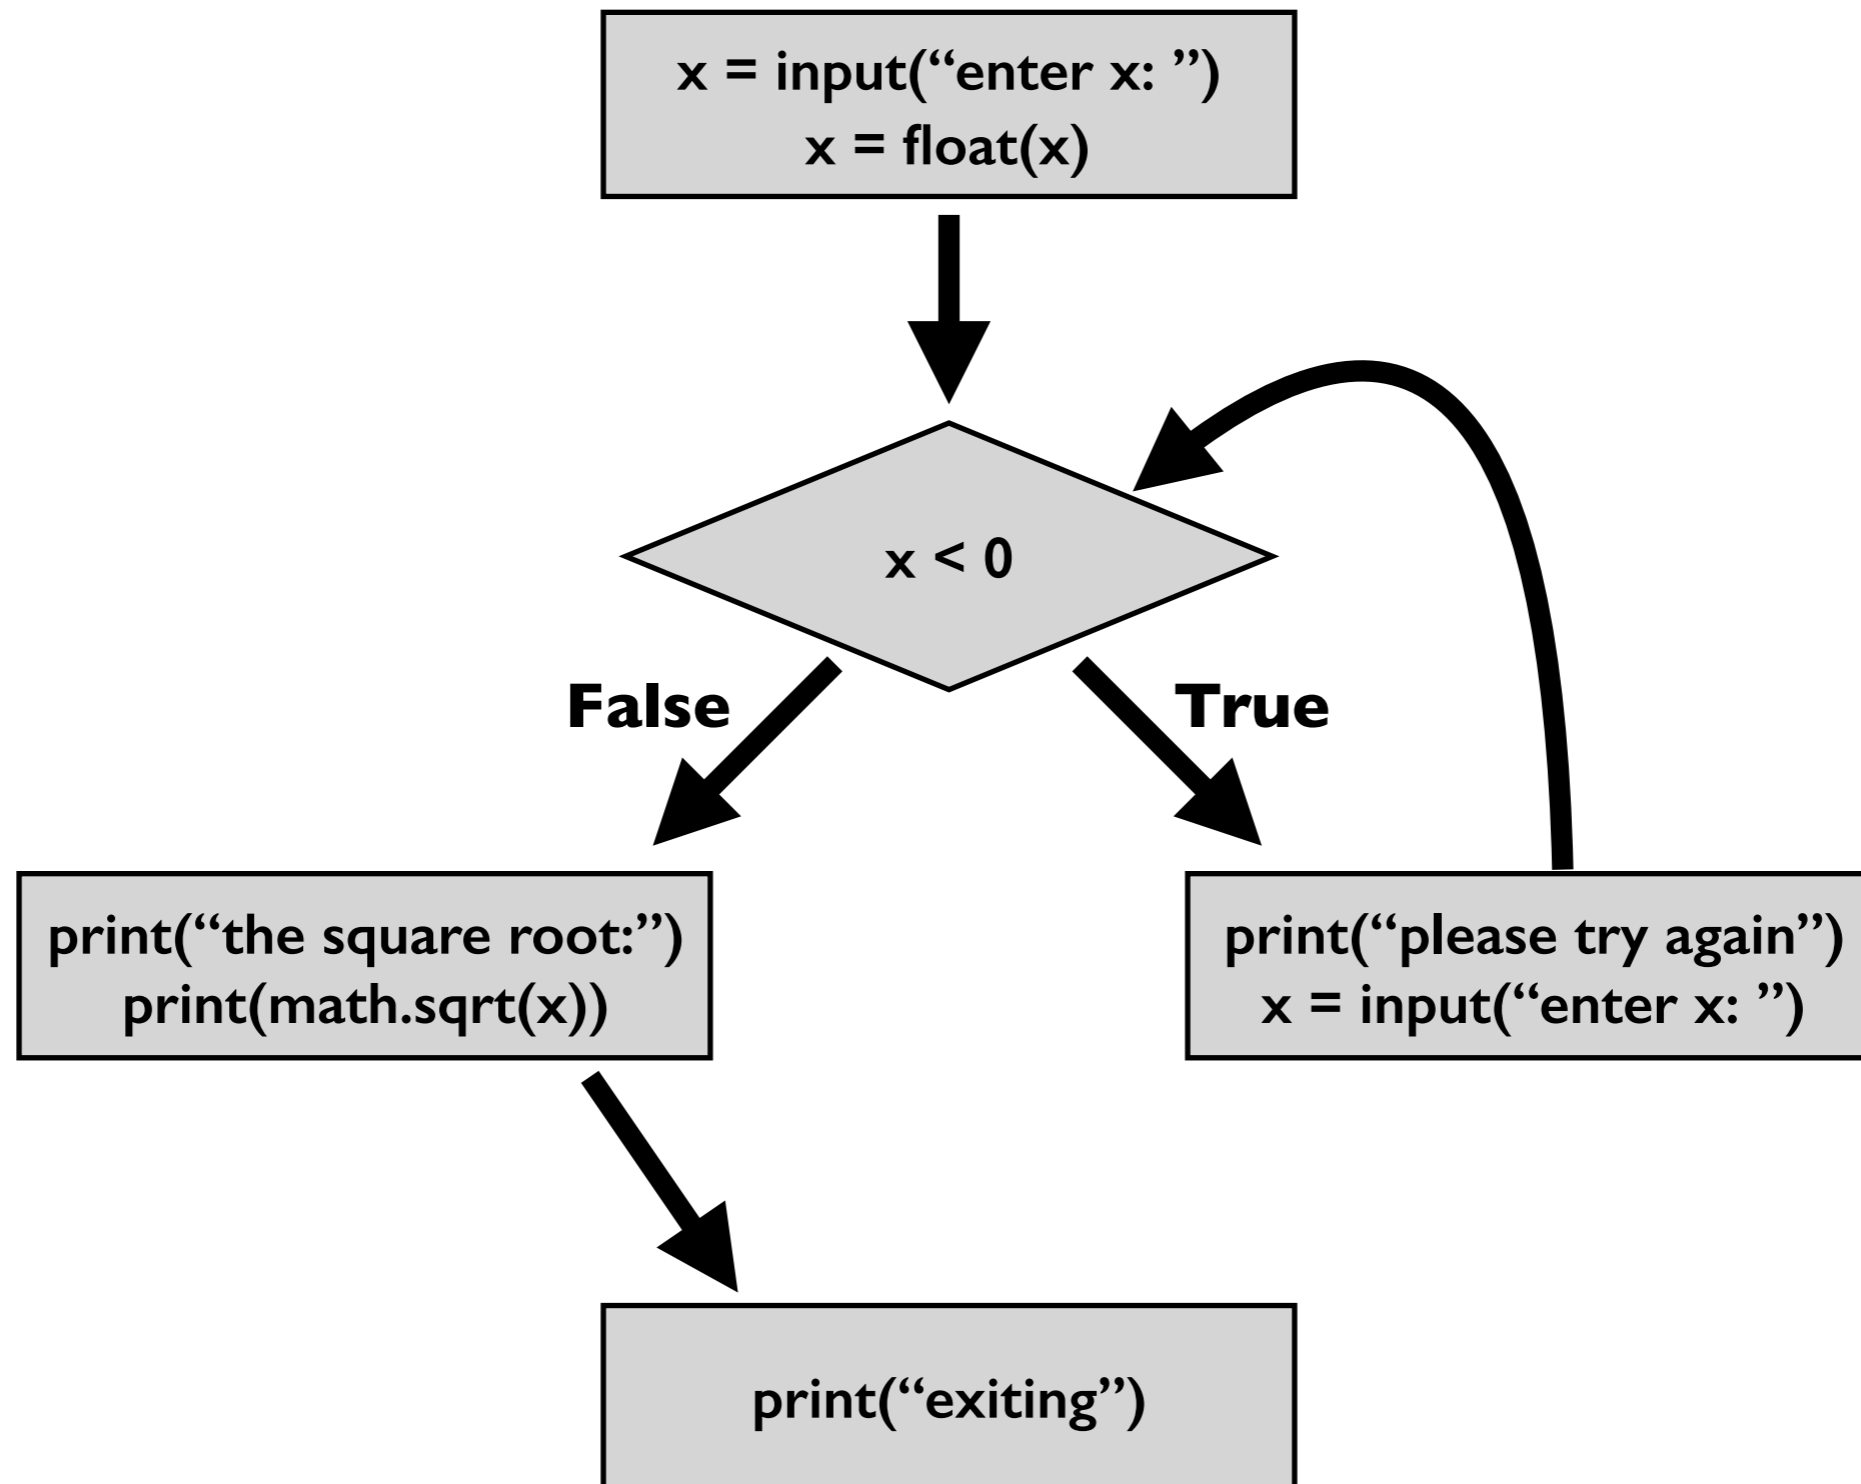 x = input(“enter x: ”)
x = float(x)
x < 0
False
True
print(“the square root:”)
print(math.sqrt(x))
print(“please try again”)
x = input(“enter x: ”)
print(“exiting”)